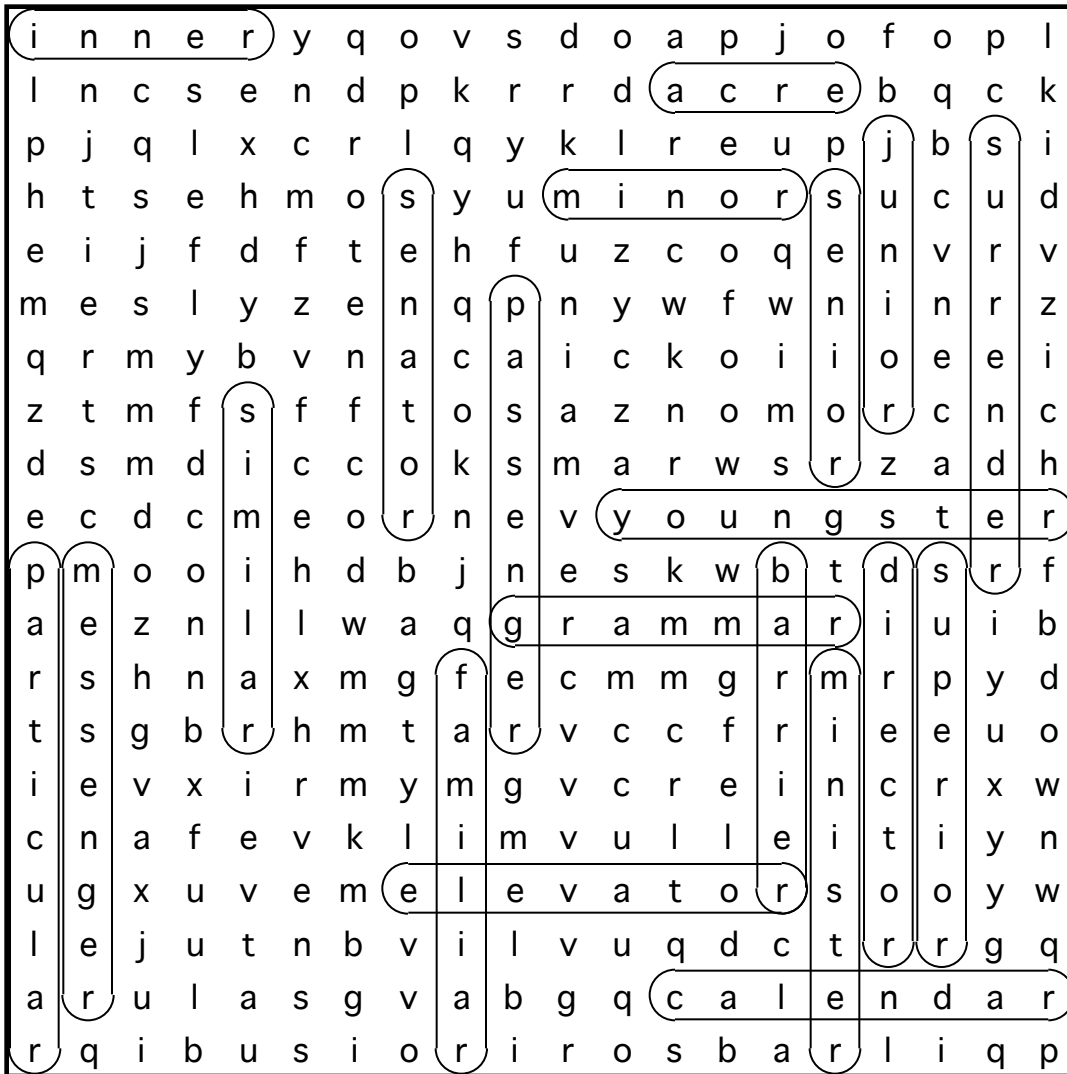 i n n e r y q o v s d o a p j o f o p l
l n c s e n d p k r r d a c r e b q c k
p j q l x c r l q y k l r e u p j b s i
h t s e h m o s y u m i n o r s u c u d
e i j f d f t e h f u z c o q e n v r v
m e s l y z e n q p n y w f w n i n r z
q r m y b v n a c a i c k o i i o e e i
z t m f s f f t o s a z n o m o r c n c
d s m d i c c o k s m a r w s r z a d h
e c d c m e o r n e v y o u n g s t e r
p m o o i h d b j n e s k w b t d s r f
a e z n l l w a q g r a m m a r i u i b
r s h n a x m g f e c m m g r m r p y d
t s g b r h m t a r v c c f r i e e u o
i e v x i r m y m g v c r e i n c r x w
c n a f e v k l i m v u l l e i t i y n
u g x u v e m e l e v a t o r s o o y w
l e j u t n b v i l v u q d c t r r g q
a r u l a s g v a b g q c a l e n d a r
r q i b u s i o r i r o s b a r l i q p